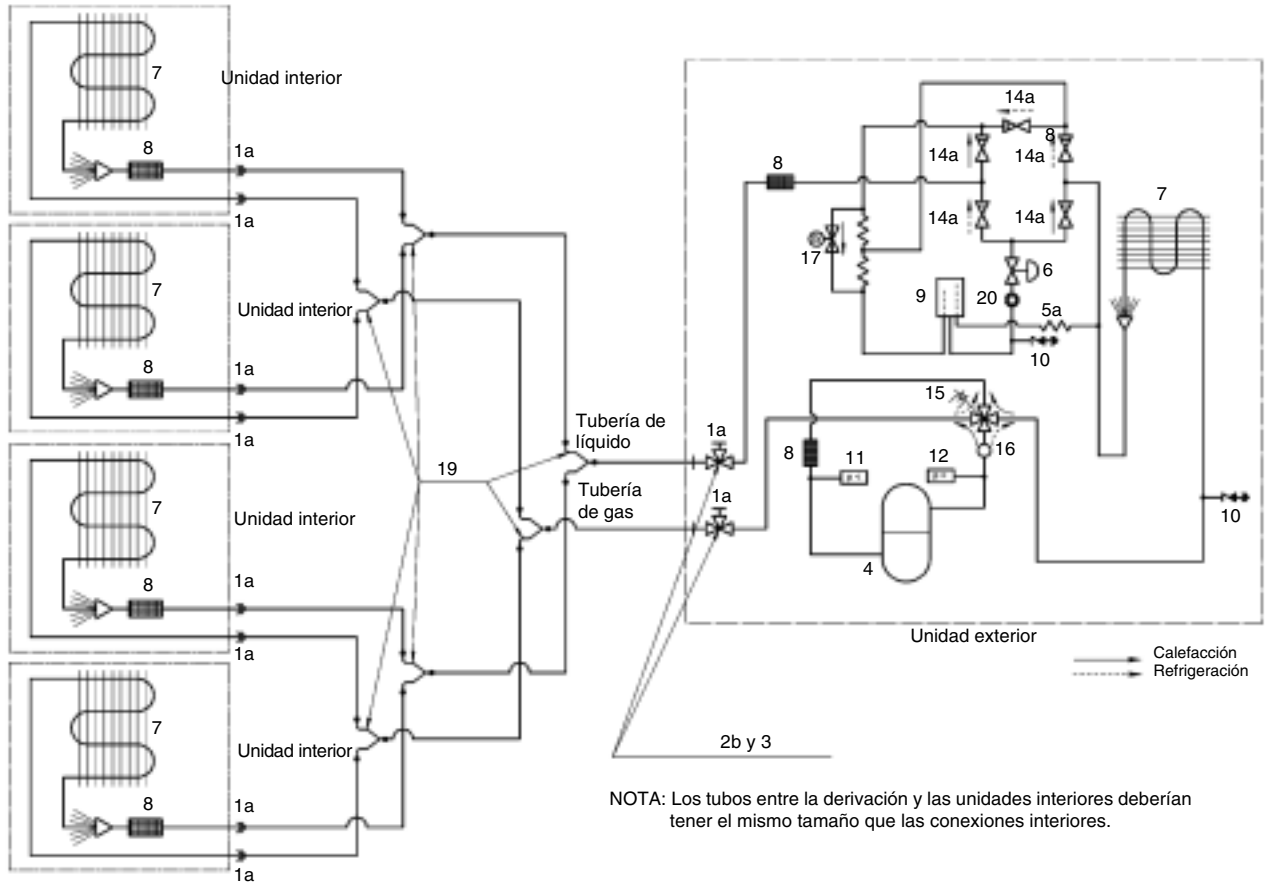 7
Unidad interior
8
1a
1a
7
Unidad interior
8
1a
1a
7
Unidad interior
8
1a
1a
7
Unidad interior
8
1a
1a
19
Tubería de
líquido
Tubería
de gas
1a
1a
2b y 3
14a
8
8
14a
14a
14a
14a
7
17
6
9
20
5a
10
15
8
11
12
16
4
10
Unidad exterior
Calefacción
Refrigeración
NOTA: Los tubos entre la derivación y las unidades interiores deberían
tener el mismo tamaño que las conexiones interiores.